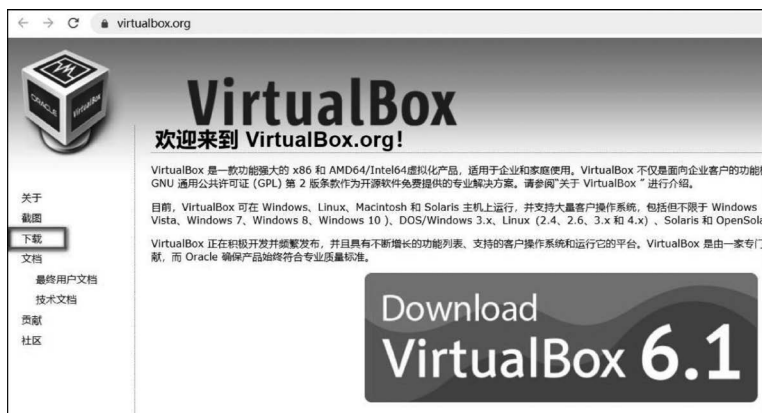 virtualbox.org
ORACLE
VirtualBox
VirtualBox
欢迎来到 VirtualBox.org!
VirtualBox 是一款功能强大的 x86 和 AMD64/Intel64虚拟化产品，适用于企业和家庭使用。VirtualBox 不仅是面向企业客户的功能
GNU 通用公共许可证 (GPL) 第 2 版条款作为开源软件免费提供的专业解决方案。请参阅"关于 VirtualBox " 进行介绍。
目前，VirtualBox 可在 Windows、Linux、Macintosh 和 Solaris 主机上运行，并支持大量客户操作系统，包括但不限于 Windows
Vista、Windows 7、Windows 8、Windows 10 )、DOS/Windows 3.x、Linux (2.4、2.6、3.x 和 4.x) 、Solaris 和 OpenSola
VirtualBox 正在积极开发并频繁发布，并且具有不断增长的功能列表、支持的客户操作系统和运行它的平台。VirtualBox 是由一家专门
献，而 Oracle 确保产品始终符合专业质量标准。
关于
截图
下载
文档
最终用户文档
技术文档
贡献
社区
Download
VirtualBox 6.1